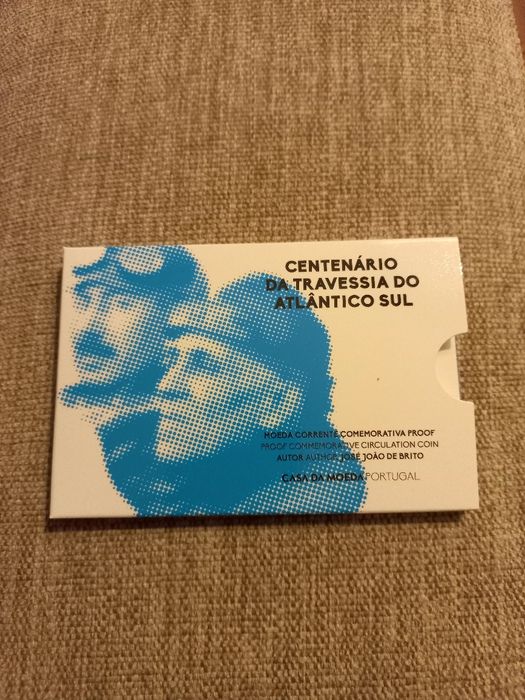 CENTENÁRIO
DA TRAVESSIA DO
ATLÂNTICO SUL
MOEDA CORRENTE COMEMORATIVA PROOF
PROOF COMMEMORATIVE CIRCULATION COIN
AUTOR AUTHOR JOSÉ JOÃO DE BRITO
CASA DA MOEDA PORTUGAL